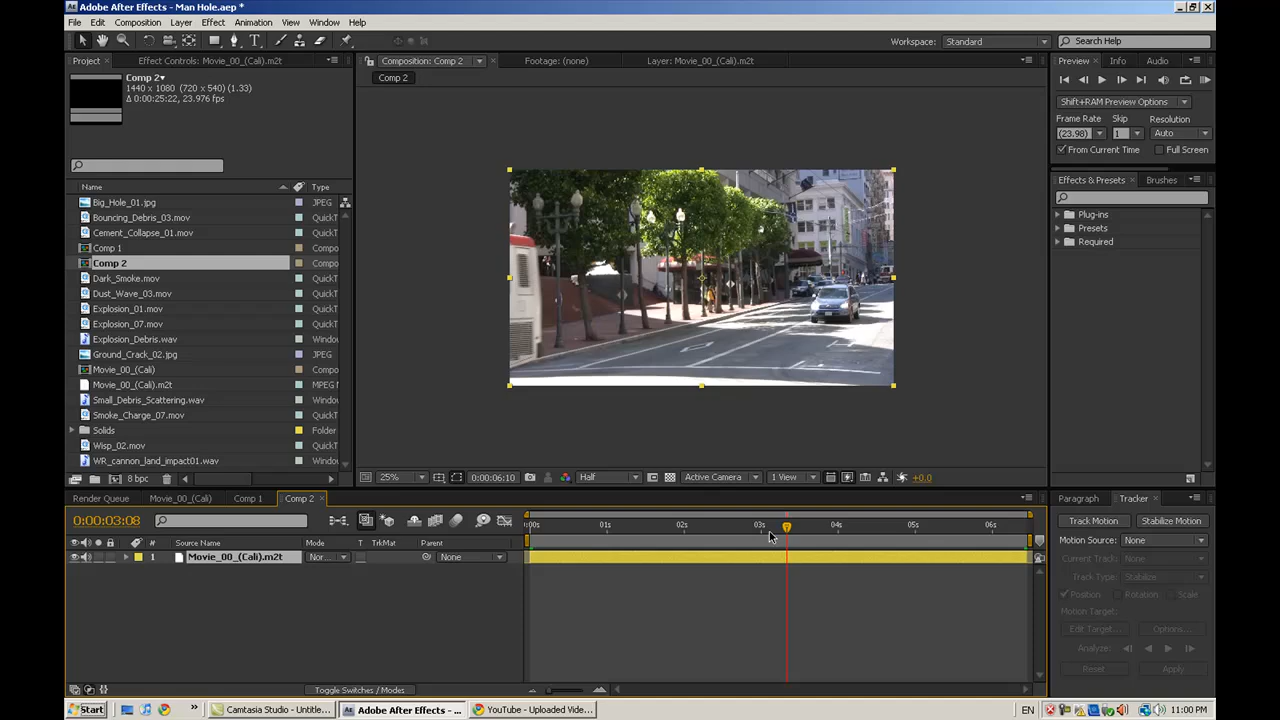 Adobe After Effects - Man Hole.aep *
File Edit Composition Layer Effect Animation View Window Help
Workspace: Standard Search Help
Project Effect Controls: Movie_00_(Cali).m2t
Composition: Comp 2 Footage: (none) Layer: Movie_00_(Cali).m2t
Preview Info Audio
Comp 2
Comp 2▾
1440 x 1080 (720 x 540) (1.33)
Δ 0:00:25:22, 23.976 fps
Shift+RAM Preview Options
Frame Rate Skip Resolution
(23.98) 1 Auto
From Current Time Full Screen
Effects & Presets Brushes
Plug-ins
Presets
Required
Name Type
Big_Hole_01.jpg JPEG
Bouncing_Debris_03.mov QuickT
Cement_Collapse_01.mov QuickT
Comp 1 Compo
Comp 2 Compo
Dark_Smoke.mov QuickT
Dust_Wave_03.mov QuickT
Explosion_01.mov QuickT
Explosion_07.mov QuickT
Explosion_Debris.wav Window
Ground_Crack_02.jpg JPEG
Movie_00_(Cali) Compo
Movie_00_(Cali).m2t MPEG M
Small_Debris_Scattering.wav Window
Smoke_Charge_07.mov QuickT
Solids Folder
Wisp_02.mov QuickT
WR_cannon_land_impact01.wav Window
8 bpc
25% 0:00:06:10 Half Active Camera 1 View +0.0
Render Queue Movie_00_(Cali) Comp 1 Comp 2
0:00:03:08
:00s 01s 02s 03s 04s 05s 06s
# Source Name Mode T TrkMat Parent
1 Movie_00_(Cali).m2t Nor... None
Toggle Switches / Modes
Paragraph Tracker
Track Motion Stabilize Motion
Motion Source: None
Current Track: None
Track Type: Stabilize
Position Rotation Scale
Motion Target:
Edit Target... Options...
Analyze:
Reset Apply
Start Camtasia Studio - Untitle... Adobe After Effects - ... YouTube - Uploaded Vide... EN 11:00 PM